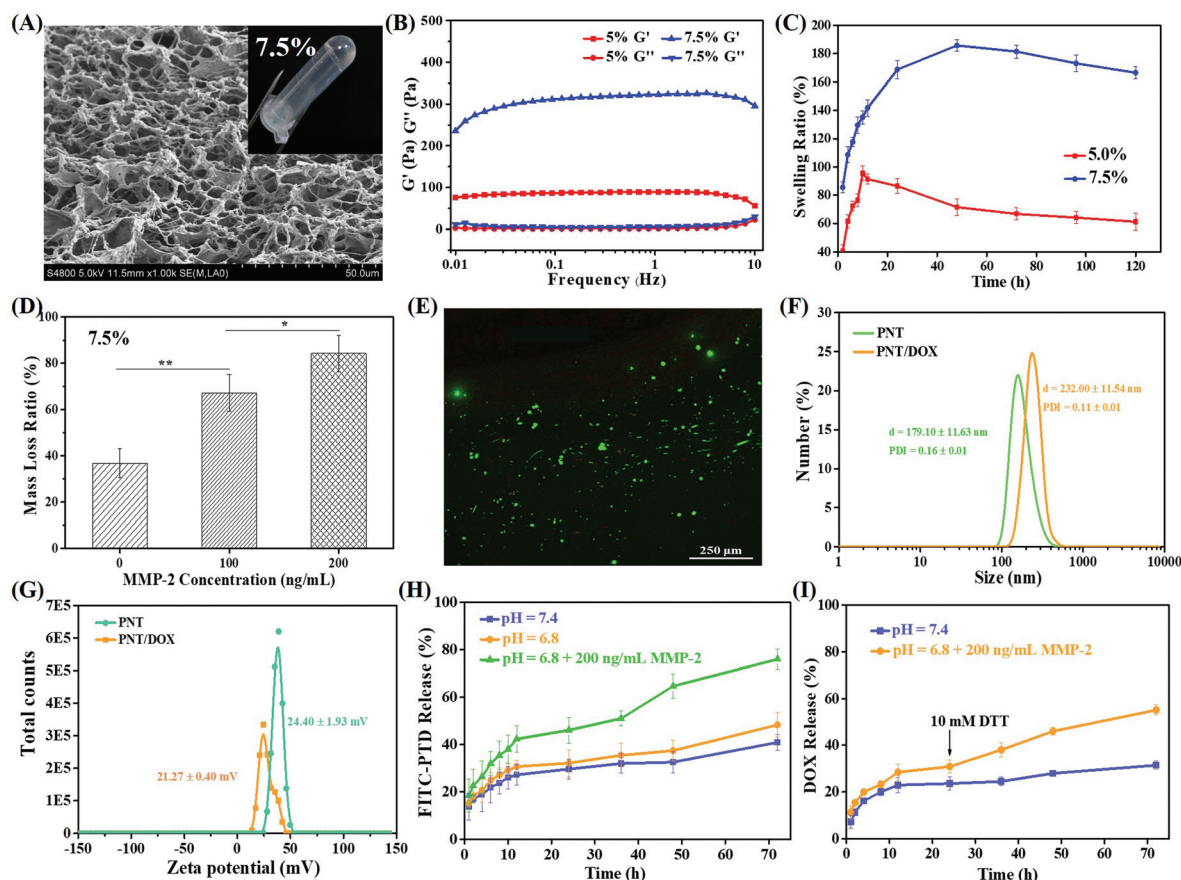 (A)
7.5%
S4800 5.0kV 11.5mm x1.00k SE(M,LA0)
50.0um
(B)
5% G' 7.5% G'
5% G'' 7.5% G''
G' (Pa) G'' (Pa)
400
300
200
100
0
0.01 0.1 1 10
Frequency (Hz)
(C)
Swelling Ratio (%)
200
180
160
140
120
100
80
60
40
5.0%
7.5%
0 20 40 60 80 100 120
Time (h)
(D)
7.5%
Mass Loss Ratio (%)
100
80
60
40
20
0
**
*
0 100 200
MMP-2 Concentration (ng/mL)
(E)
250 µm
(F)
PNT
PNT/DOX
Number (%)
30
25
20
15
10
5
0
d = 232.00 ± 11.54 nm
PDI = 0.11 ± 0.01
d = 179.10 ± 11.63 nm
PDI = 0.16 ± 0.01
1 10 100 1000 10000
Size (nm)
(G)
PNT
PNT/DOX
Total counts
7E5
6E5
5E5
4E5
3E5
2E5
1E5
0
24.40 ± 1.93 mV
21.27 ± 0.40 mV
-150 -100 -50 0 50 100 150
Zeta potential (mV)
(H)
pH = 7.4
pH = 6.8
pH = 6.8 + 200 ng/mL MMP-2
FITC-PTD Release (%)
100
80
60
40
20
0
0 10 20 30 40 50 60 70
Time (h)
(I)
pH = 7.4
pH = 6.8 + 200 ng/mL MMP-2
10 mM DTT
DOX Release (%)
100
80
60
40
20
0
0 10 20 30 40 50 60 70
Time (h)